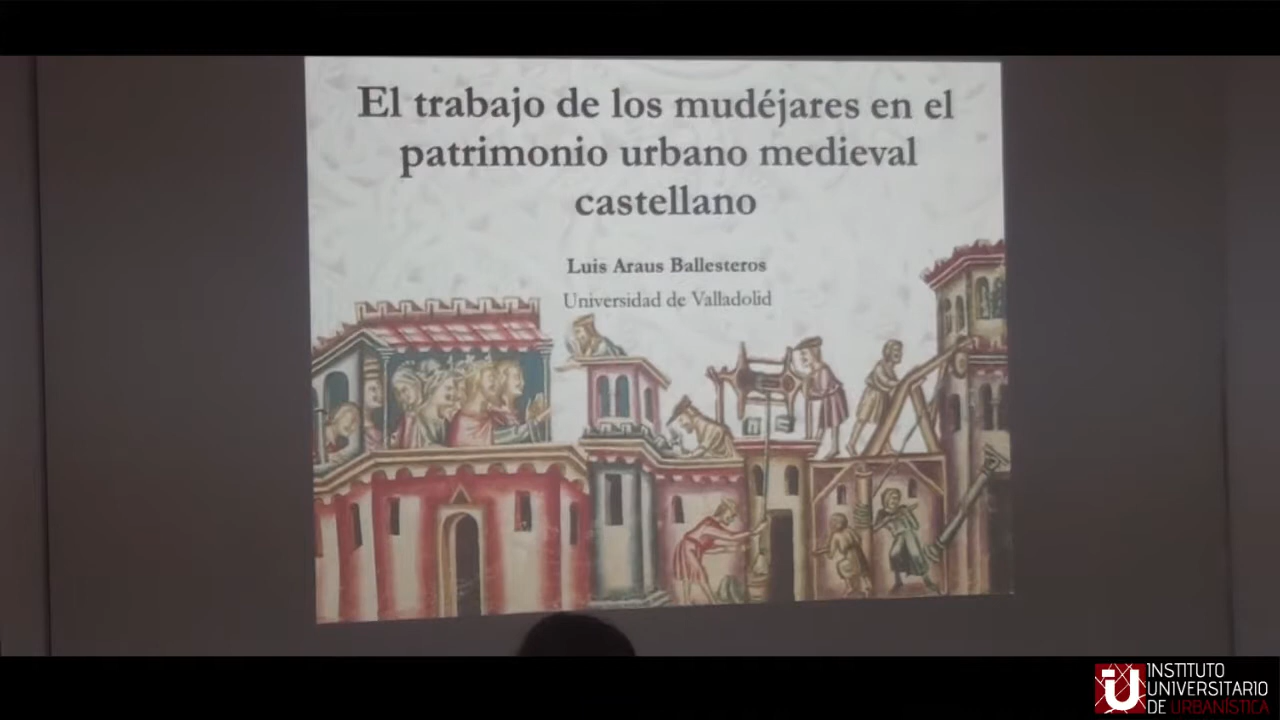 El trabajo de los mudéjares en el
patrimonio urbano medieval
castellano
Luis Araus Ballesteros
Universidad de Valladolid
INSTITUTO
UNIVERSITARIO
DE URBANÍSTICA